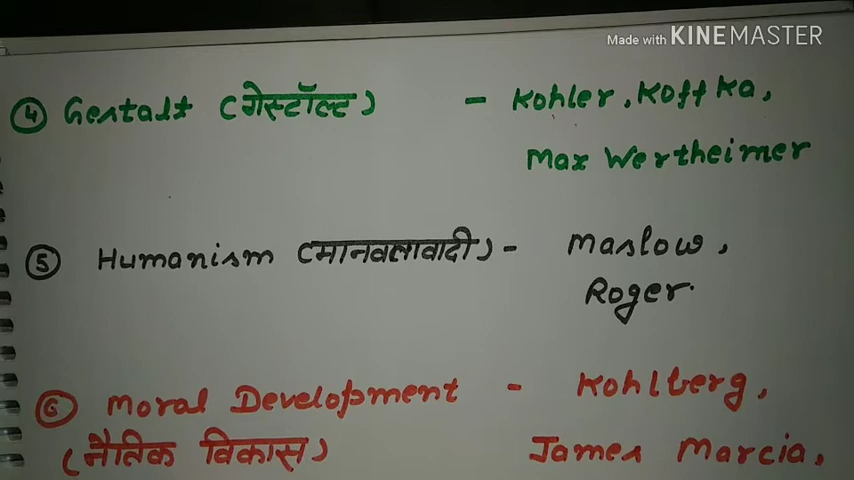 Made with KINEMASTER
④ Gestalt (गेस्टॉल्ट) - Kohler, Koffka,
Max Wertheimer
⑤ Humanism (मानवतावादी) - Maslow,
Roger.
⑥ Moral Development - Kohlberg,
(नैतिक विकास) James Marcia,